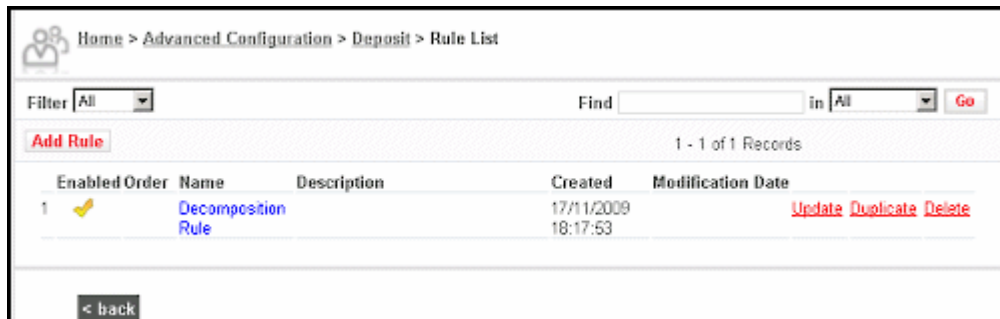 Home > Advanced Configuration > Deposit > Rule List
Filter All Find in All Go
Add Rule 1 - 1 of 1 Records
Enabled Order Name Description Created Modification Date
1 Decomposition 17/11/2009 Update Duplicate Delete
Rule 18:17:53
< back